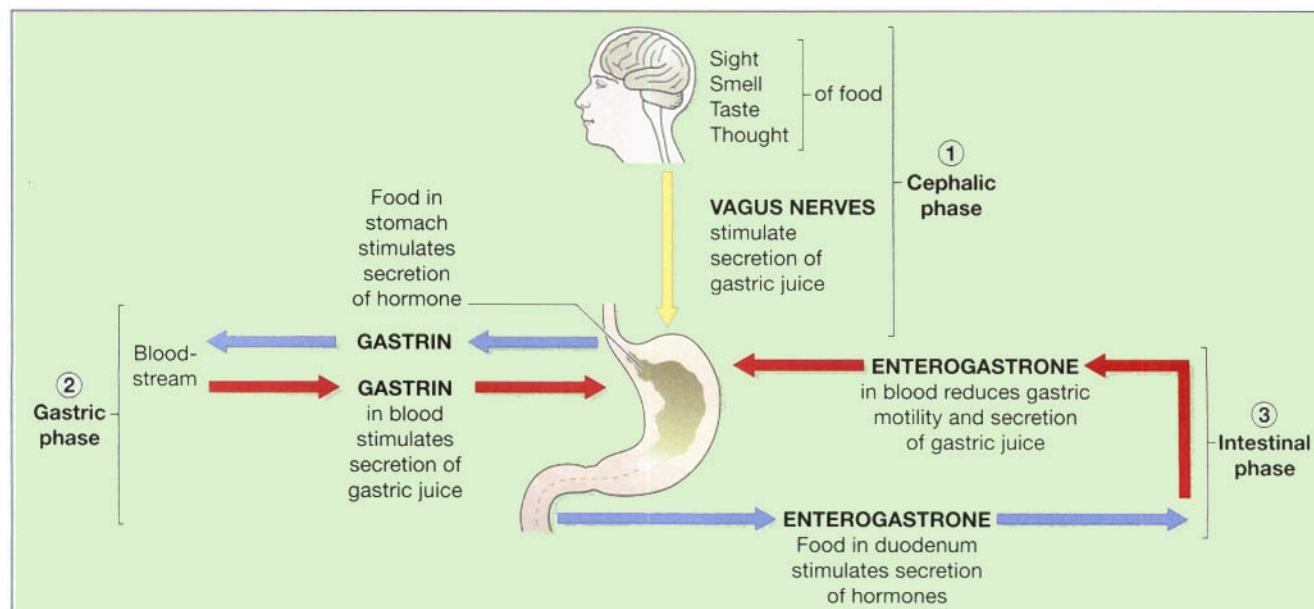 Sight
Smell
Taste
Thought
of food
1
Cephalic
phase
VAGUS NERVES
stimulate
secretion of
gastric juice
Food in
stomach
stimulates
secretion
of hormone
2
Gastric
phase
Blood-
stream
GASTRIN
GASTRIN
in blood
stimulates
secretion of
gastric juice
ENTEROGASTRONE
in blood reduces gastric
motility and secretion
of gastric juice
3
Intestinal
phase
ENTEROGASTRONE
Food in duodenum
stimulates secretion
of hormones